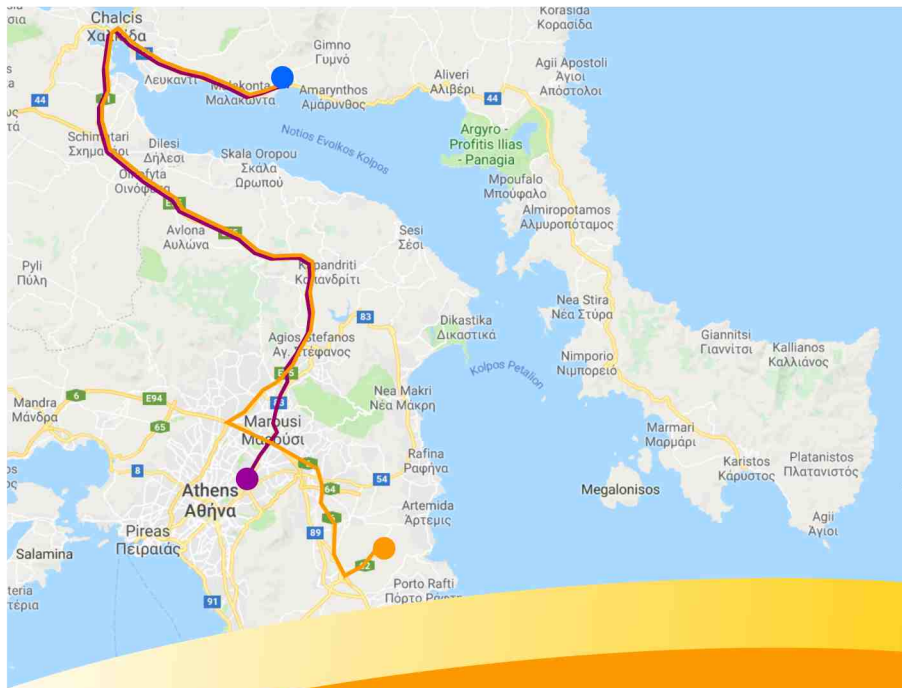 Chalcis
Χαλκίδα
Korasida
Κορασίδα
Gimno
Γυμνό
Λευκαντί
44
Μαλακώντα
Amarynthos
Αμάρυνθος
Aliveri
Αλιβέρι
44
Agii Apostoli
Άγιοι
Απόστολοι
Argyro -
Profitis Ilias
- Panagia
Notios Evoikos Kolpos
Dilesi
Δήλεσι
Skala Oropou
Σκάλα
Ωρωπού
Mpoufalo
Μπούφαλο
Almiropotamos
Αλμυροπόταμος
Avlona
Αυλώνα
Sesi
Σέσι
Pyli
Πύλη
Kapandriti
Καπανδρίτι
83
Dikastika
Δικαστικά
Nea Stira
Νέα Στύρα
Agios Stefanos
Αγ. Στέφανος
Giannitsi
Γιαννίτσι
Kallianos
Καλλιάνος
Kolpos Petalion
Nimporio
Νιμπορειό
6
E94
65
Mandra
Μάνδρα
Nea Makri
Νέα Μάκρη
Marousi
Μαρούσι
Marmari
Μαρμάρι
Rafina
Ραφήνα
8
54
64
Karistos
Κάρυστος
Platanistos
Πλατανιστός
Megalonisos
Athens
Αθήνα
Artemida
Άρτεμις
Agii
Άγιοι
89
Pireas
Πειραιάς
Salamina
62
Porto Rafti
91